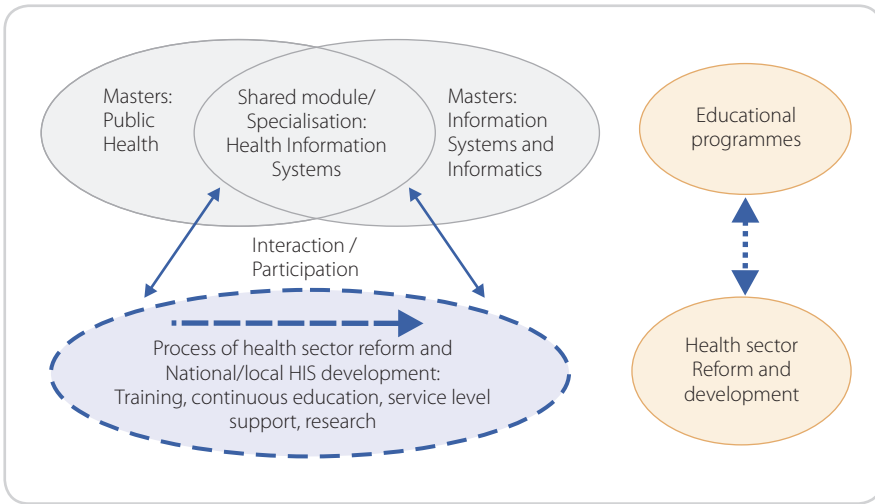 Masters:
Public
Health
Shared module/
Specialisation:
Health Information
Systems
Masters:
Information
Systems and
Informatics
Educational
programmes
Interaction /
Participation
Process of health sector reform and
National/local HIS development:
Training, continuous education, service level
support, research
Health sector
Reform and
development